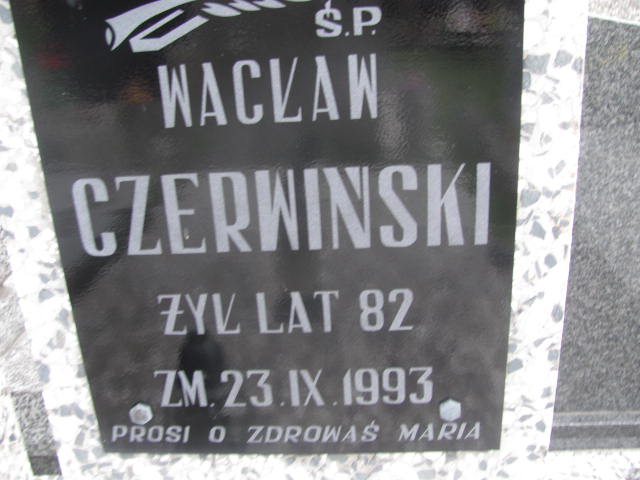 Ś.P.
WACŁAW
CZERWIŃSKI
ŻYŁ LAT 82
ZM. 23.IX.1993
PROSI O ZDROWAŚ MARIA